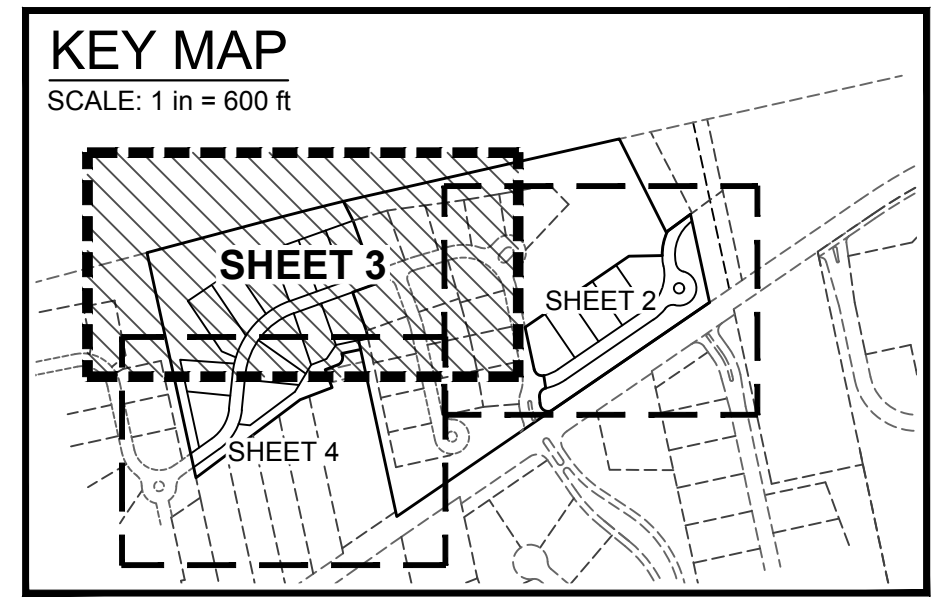 KEY MAP
SCALE: 1 in = 600 ft
SHEET 3
SHEET 2
SHEET 4